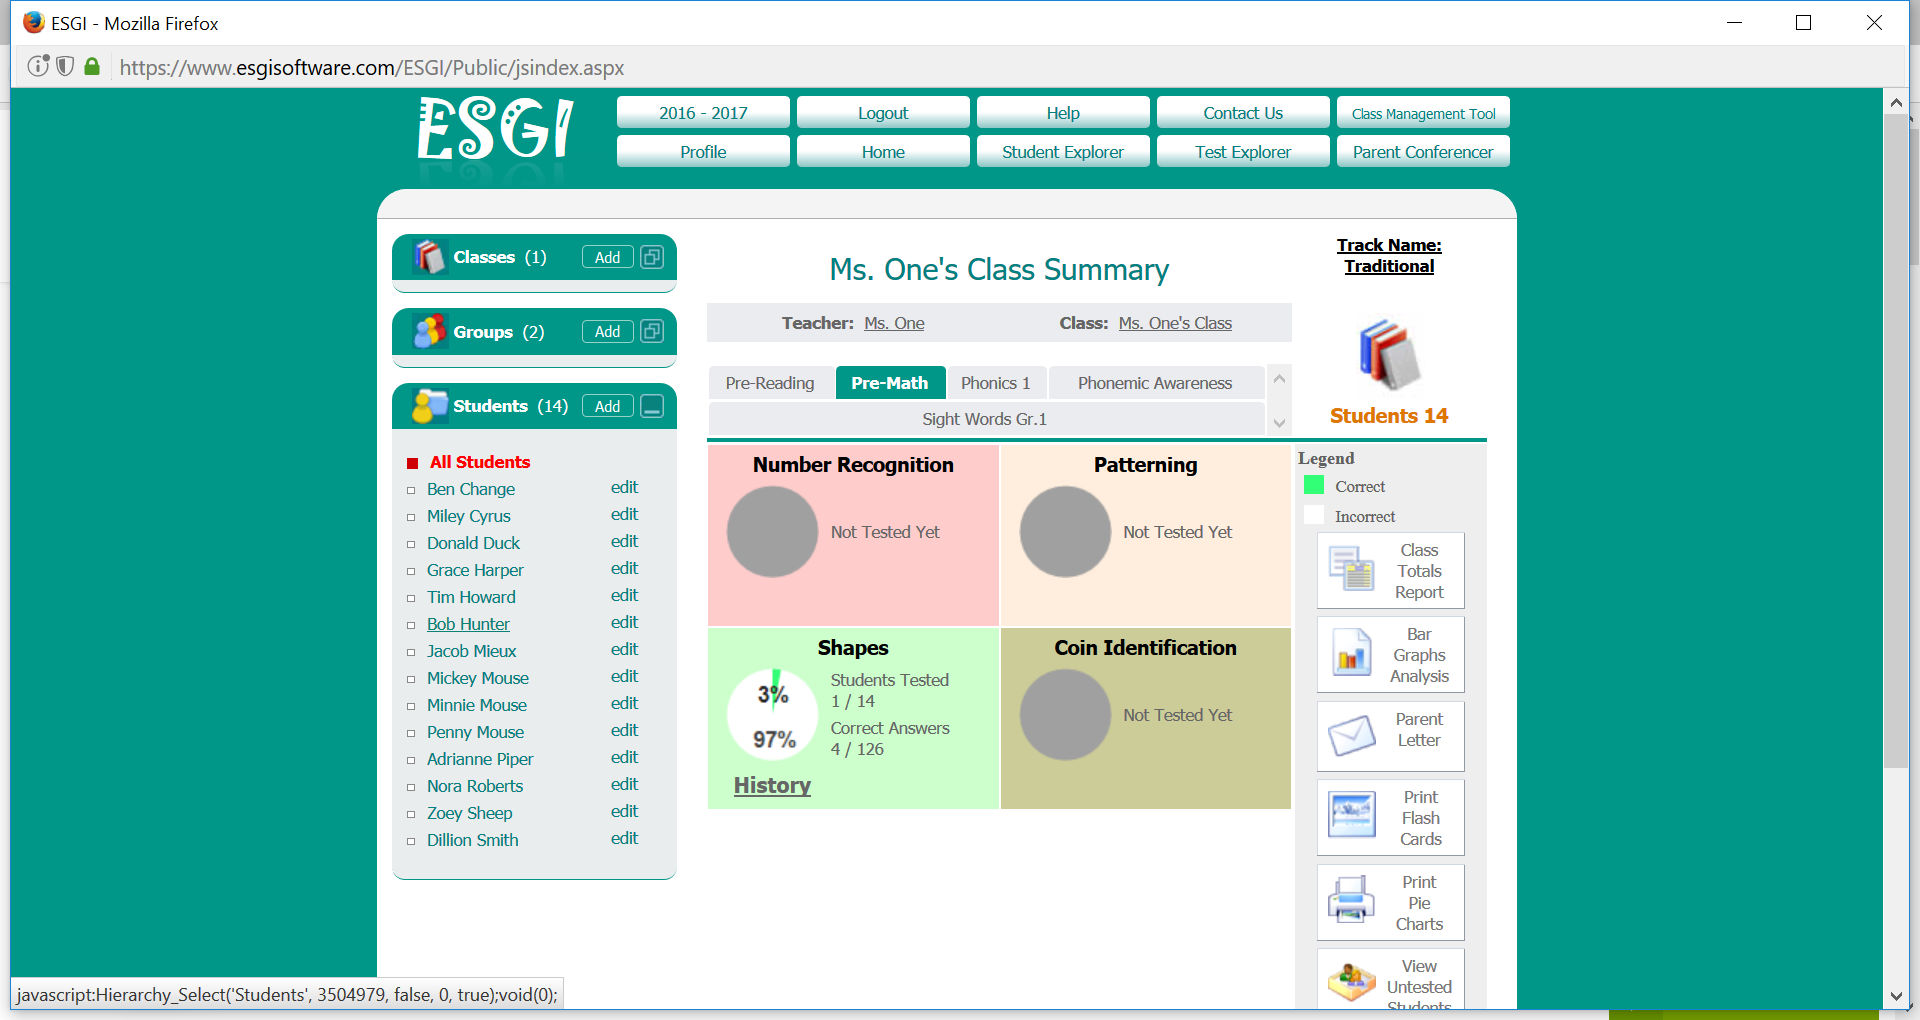 ESGI - Mozilla Firefox
https://www.esgisoftware.com/ESGI/Public/jsindex.aspx
ESGI
2016 - 2017
Logout
Help
Contact Us
Class Management Tool
Profile
Home
Student Explorer
Test Explorer
Parent Conferencer
Classes (1)
Add
Groups (2)
Add
Students (14)
Add
All Students
Ben Change edit
Miley Cyrus edit
Donald Duck edit
Grace Harper edit
Tim Howard edit
Bob Hunter edit
Jacob Mieux edit
Mickey Mouse edit
Minnie Mouse edit
Penny Mouse edit
Adrianne Piper edit
Nora Roberts edit
Zoey Sheep edit
Dillion Smith edit
Ms. One's Class Summary
Teacher: Ms. One Class: Ms. One's Class
Pre-Reading
Pre-Math
Phonics 1
Phonemic Awareness
Sight Words Gr.1
Number Recognition
Not Tested Yet
Patterning
Not Tested Yet
Shapes
3%
97%
Students Tested
1 / 14
Correct Answers
4 / 126
History
Coin Identification
Not Tested Yet
Track Name:
Traditional
Students 14
Legend
Correct
Incorrect
Class
Totals
Report
Bar
Graphs
Analysis
Parent
Letter
Print
Flash
Cards
Print
Pie
Charts
View
Untested
Students
javascript:Hierarchy_Select('Students', 3504979, false, 0, true);void(0);